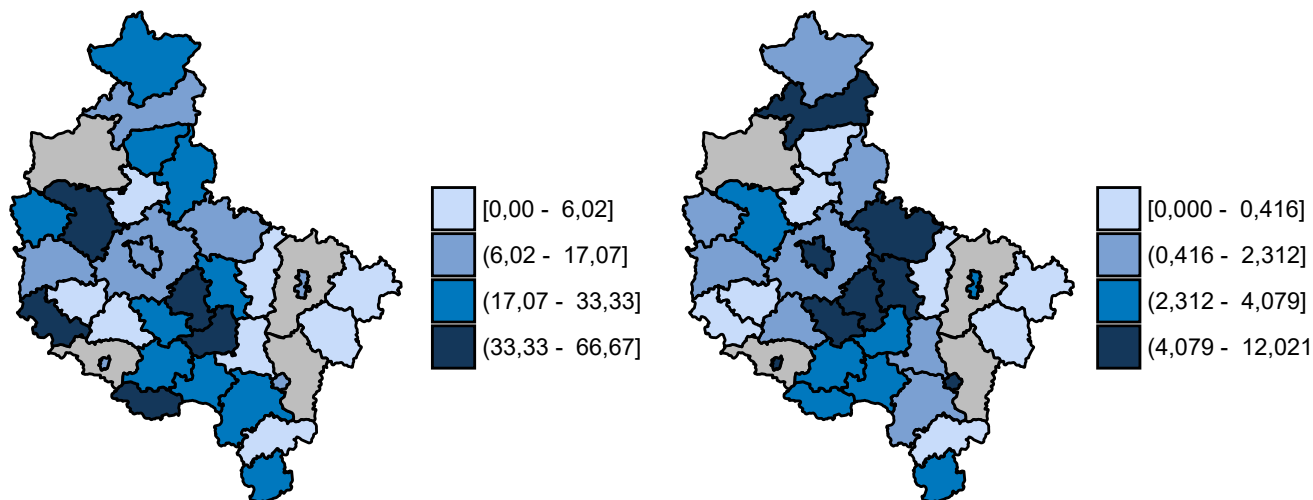 [0,00 - 6,02]
(6,02 - 17,07]
(17,07 - 33,33]
(33,33 - 66,67]
[0,000 - 0,416]
(0,416 - 2,312]
(2,312 - 4,079]
(4,079 - 12,021